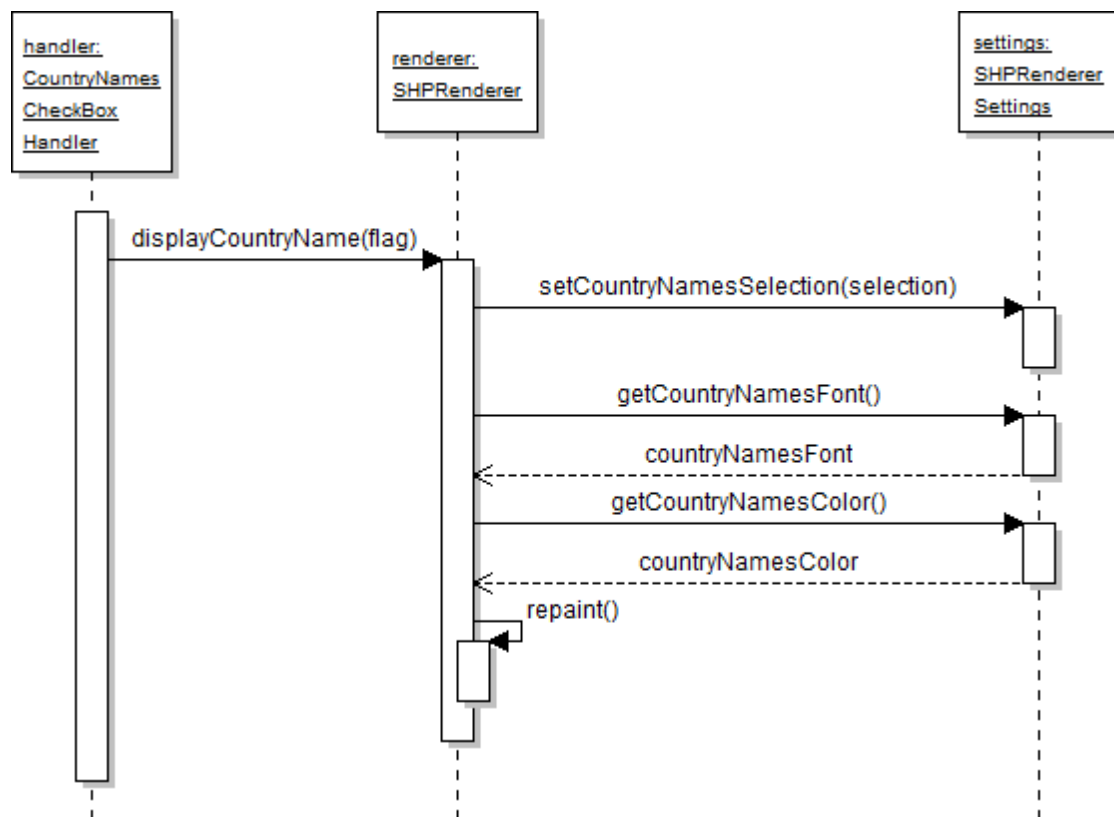 handler:
CountryNames
CheckBox
Handler
renderer:
SHPRenderer
settings:
SHPRenderer
Settings
displayCountryName(flag)
setCountryNamesSelection(selection)
getCountryNamesFont()
countryNamesFont
getCountryNamesColor()
countryNamesColor
repaint()